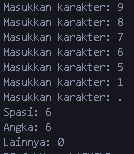 Masukkan karakter: 9
Masukkan karakter: 8
Masukkan karakter: 7
Masukkan karakter: 6
Masukkan karakter: 5
Masukkan karakter: 1
Masukkan karakter: .
Spasi: 6
Angka: 6
Lainnya: 0